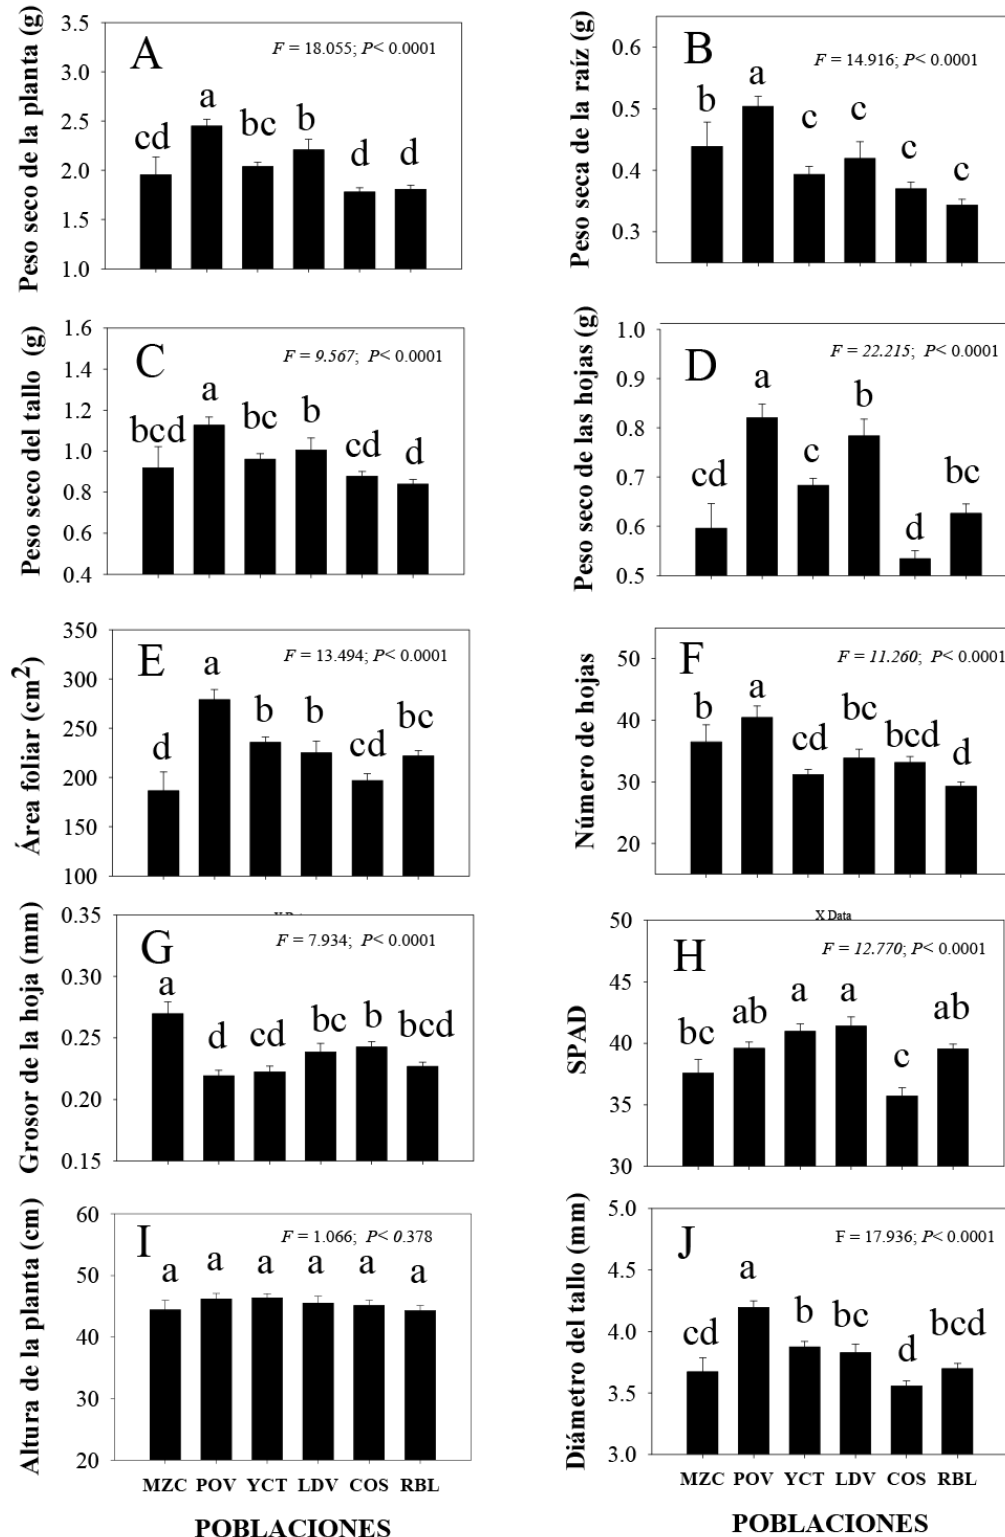 Peso seco de la planta (g)
3.5
3.0
2.5
2.0
1.5
1.0
A
F = 18.055; P< 0.0001
cd a bc b d d
Peso seca de la raíz (g)
0.6
0.5
0.4
0.3
B
F = 14.916; P< 0.0001
b a c c c c
Peso seco del tallo (g)
1.6
1.4
1.2
1.0
0.8
0.6
0.4
C
F = 9.567; P< 0.0001
bcd a bc b cd d
Peso seco de las hojas (g)
1.0
0.9
0.8
0.7
0.6
0.5
D
F = 22.215; P< 0.0001
cd a c b d bc
Área foliar (cm2)
350
300
250
200
150
100
E
F = 13.494; P< 0.0001
d a b b cd bc
Número de hojas
50
40
30
20
F
F = 11.260; P< 0.0001
b a cd bc bcd d
Grosor de la hoja (mm)
0.35
0.30
0.25
0.20
0.15
G
F = 7.934; P< 0.0001
a d cd bc b bcd
X Data
SPAD
50
45
40
35
30
H
F = 12.770; P< 0.0001
bc ab a a c ab
Altura de la planta (cm)
60
50
40
30
20
I
F = 1.066; P< 0.378
a a a a a a
MZC POV YCT LDV COS RBL
POBLACIONES
Diámetro del tallo (mm)
5.0
4.5
4.0
3.5
3.0
J
F = 17.936; P< 0.0001
cd a b bc d bcd
MZC POV YCT LDV COS RBL
POBLACIONES